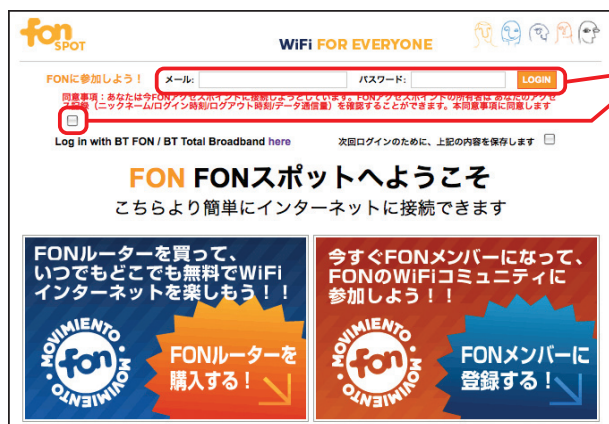 fon
SPOT
WiFi FOR EVERYONE
FONに参加しよう！
メール:
パスワード:
LOGIN
同意事項：あなたは今FONアクセスポイントに接続しようとしています。FONアクセスポイントの所有者は あなたのアクセ
ス記録（ニックネーム/ログイン時刻/ログアウト時刻/データ通信量）を確認することができます。本同意事項に同意します
Log in with BT FON / BT Total Broadband here
次回ログインのために、上記の内容を保存します
FON FONスポットへようこそ
こちらより簡単にインターネットに接続できます
FONルーターを買って、
いつでもどこでも無料でWiFi
インターネットを楽しもう！！
MOVIMIENTO
fon
MOVIMIENTO
FONルーターを
購入する！
今すぐFONメンバーになって、
FONのWiFiコミュニティに
参加しよう！！
MOVIMIENTO
fon
MOVIMIENTO
FONメンバーに
登録する！